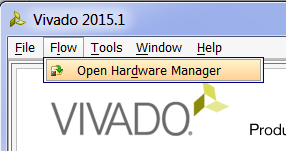 Vivado 2015.1
File Flow Tools Window Help
Open Hardware Manager
VIVADO.
Produ